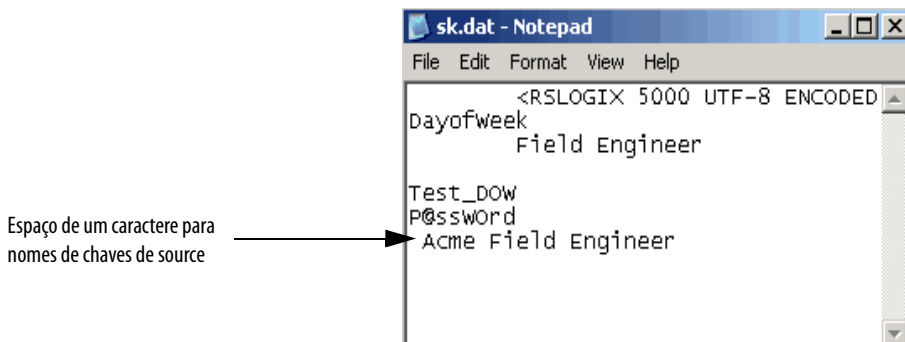 sk.dat - Notepad
File Edit Format View Help
<RSLOGIX 5000 UTF-8 ENCODED
DayofWeek
Field Engineer
Test_DOW
P@ssWOrd
Acme Field Engineer
Espaço de um caractere para
nomes de chaves de source